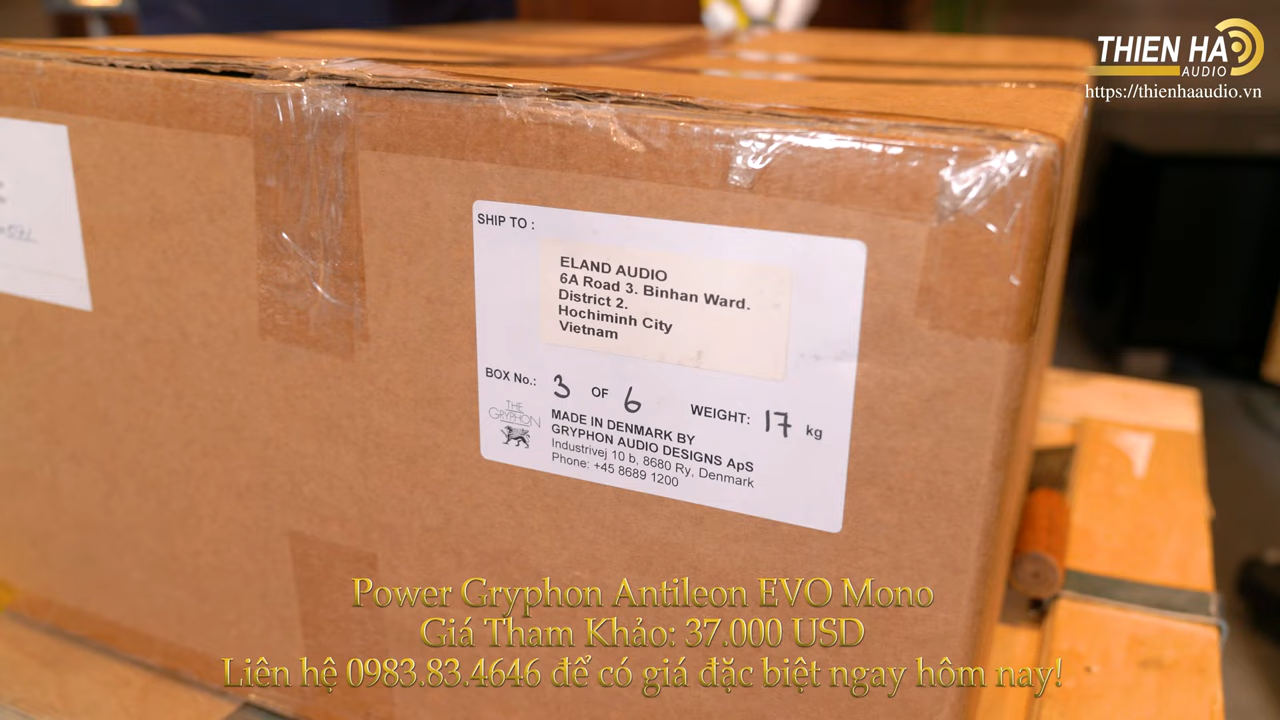 THIEN HA
AUDIO
https://thienhaaudio.vn
SHIP TO :
ELAND AUDIO
6A Road 3. Binhan Ward.
District 2.
Hochiminh City
Vietnam
BOX No.: 3 OF 6 WEIGHT: 17 kg
THE
GRYPHON
MADE IN DENMARK BY
GRYPHON AUDIO DESIGNS ApS
Industrivej 10 b, 8680 Ry, Denmark
Phone: +45 8689 1200
Power Gryphon Antileon EVO Mono
Giá Tham Khảo: 37.000 USD
Liên hệ 0983.83.4646 để có giá đặc biệt ngay hôm nay!